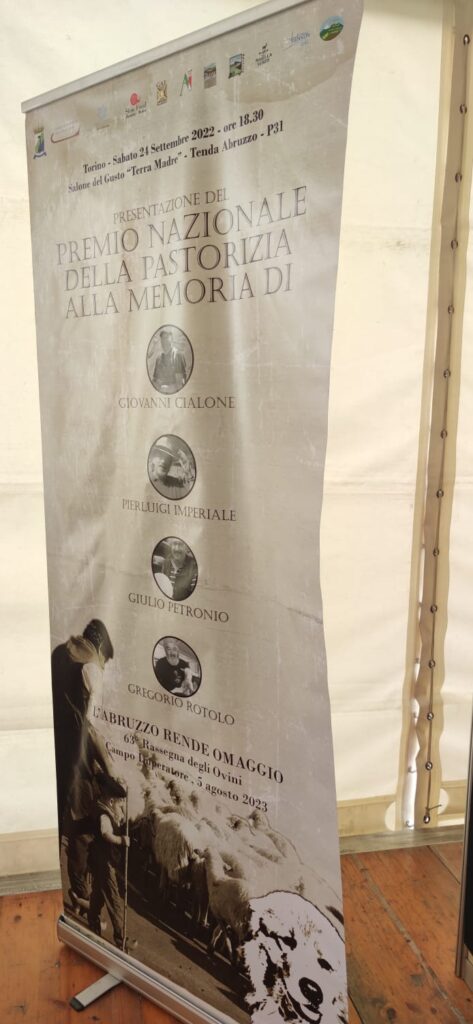 Slow Food
Torino - Sabato 24 Settembre 2022 - ore 18.30
Salone del Gusto "Terra Madre" - Tenda Abruzzo - P31
PRESENTAZIONE DEL
PREMIO NAZIONALE
DELLA PASTORIZIA
ALLA MEMORIA DI
GIOVANNI CIALONE
PIERLUIGI IMPERIALE
GIULIO PETRONIO
GREGORIO ROTOLO
L'ABRUZZO RENDE OMAGGIO
63ª Rassegna degli Ovini
Campo Imperatore, 5 agosto 2023